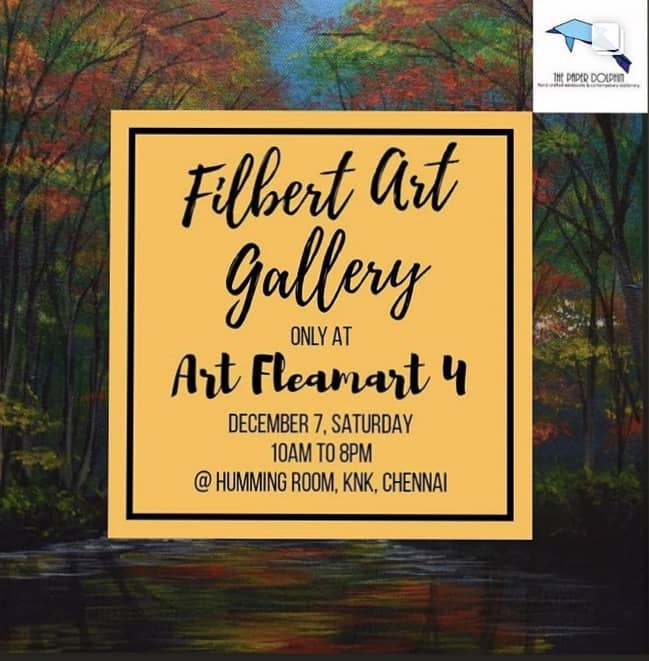 THE PAPER DOLPHIN
Filbert Art
Gallery
ONLY AT
Art Fleamart 4
DECEMBER 7, SATURDAY
10AM TO 8PM
@ HUMMING ROOM, KNK, CHENNAI